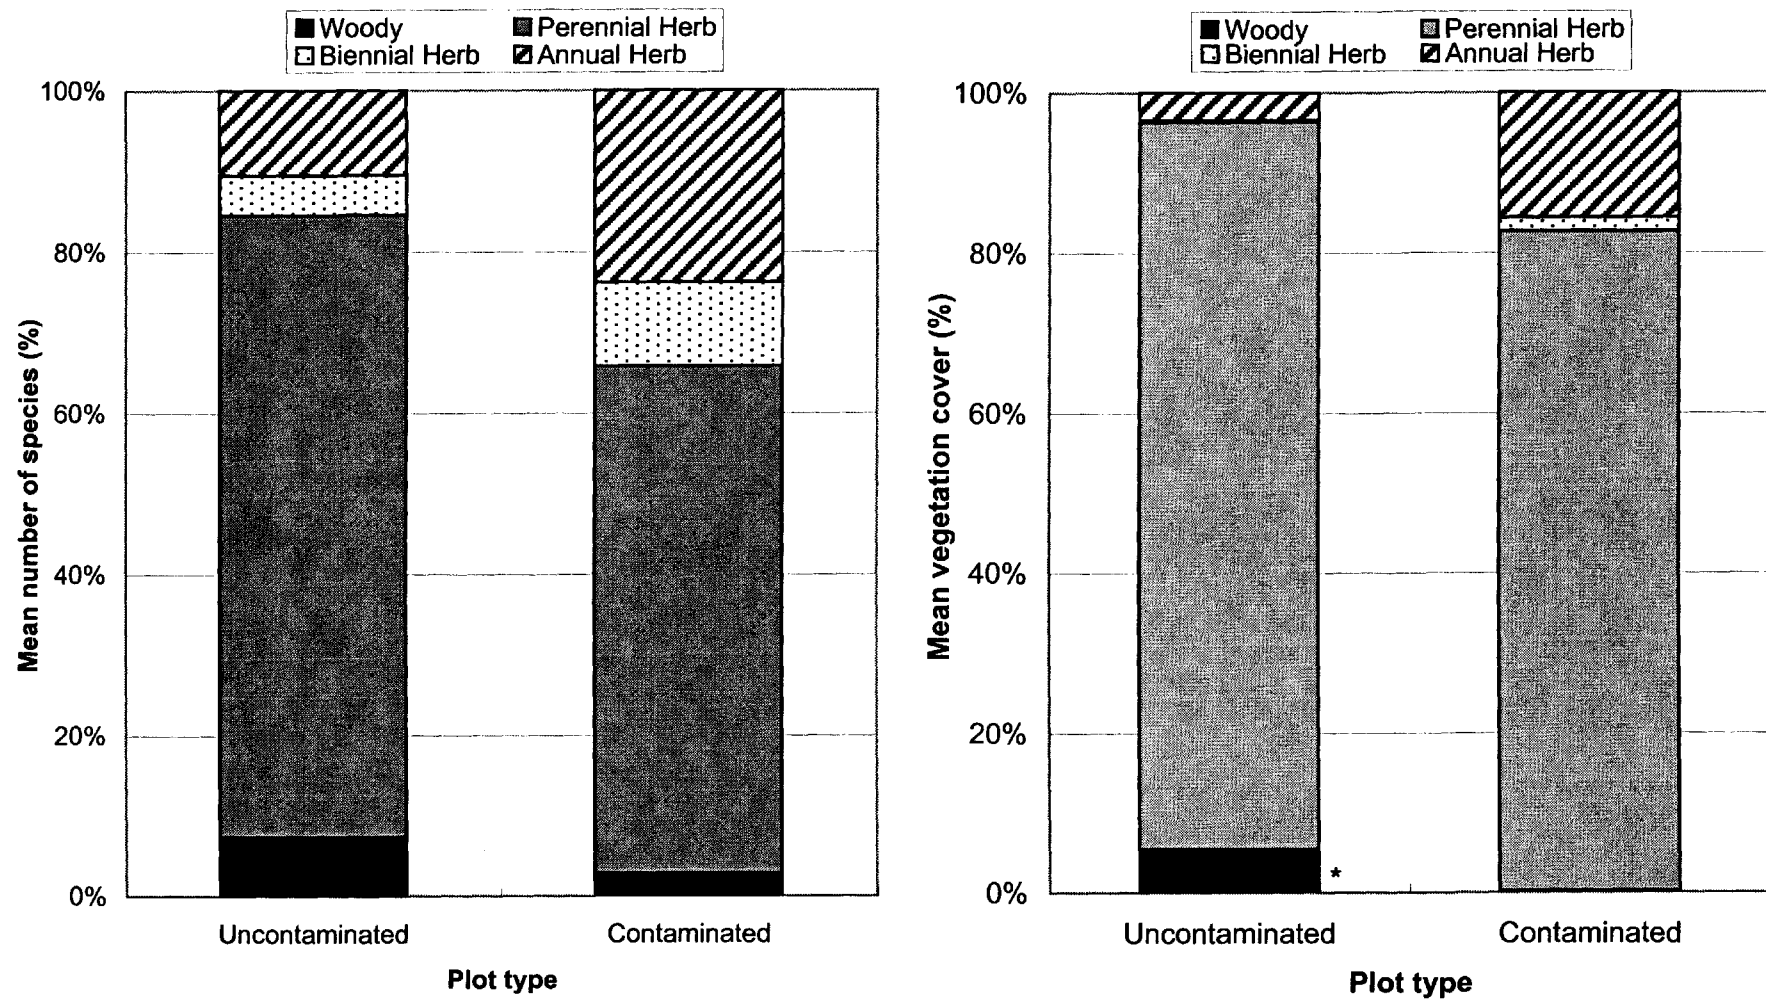 Woody Perennial Herb
Biennial Herb Annual Herb
100%
80%
60%
40%
20%
0%
Mean number of species (%)
Uncontaminated Contaminated
Plot type
Woody Perennial Herb
Biennial Herb Annual Herb
100%
80%
60%
40%
20%
0%
Mean vegetation cover (%)
*
Uncontaminated Contaminated
Plot type